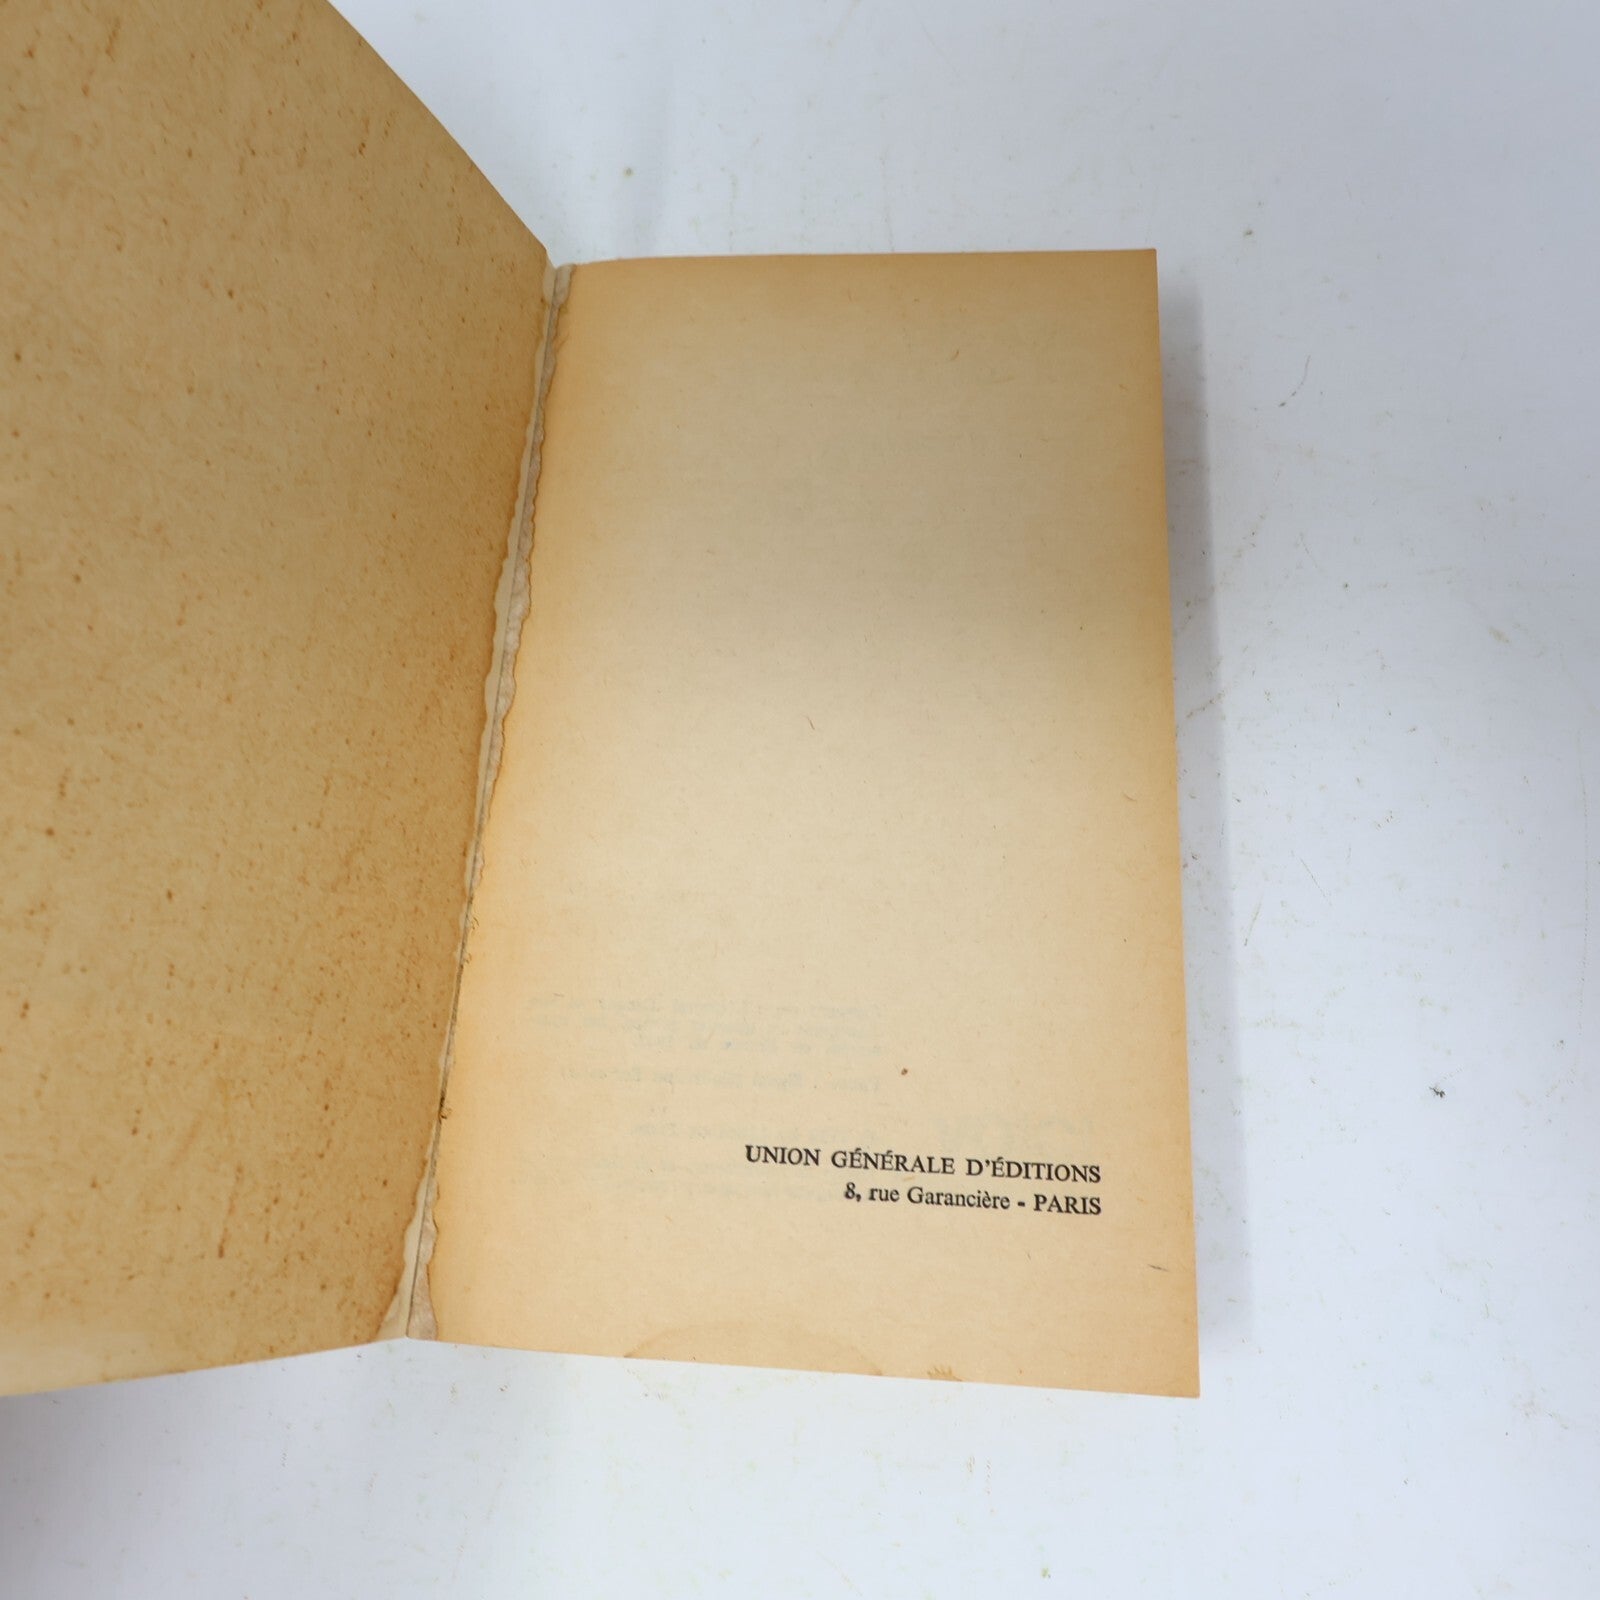 UNION GÉNÉRALE D'ÉDITIONS
8, rue Garancière - PARIS